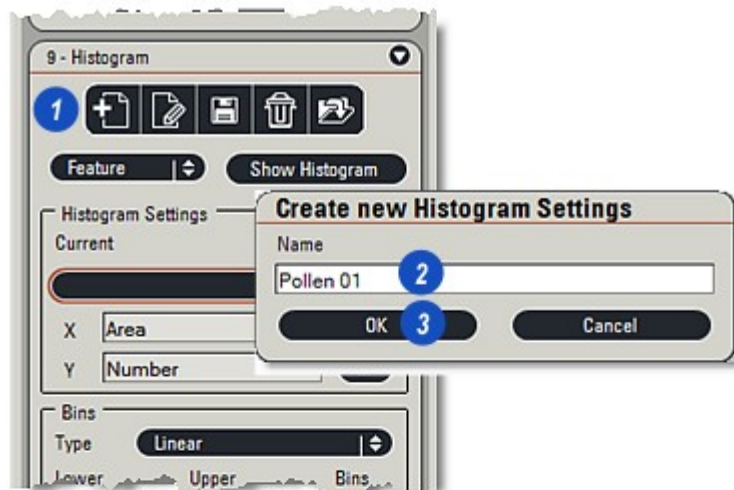 9 - Histogram
1
Feature Show Histogram
Histogram Settings
Current
X Area
Y Number
Create new Histogram Settings
Name
Pollen 01 2
OK 3 Cancel
Bins
Type Linear
Lower Upper Bins